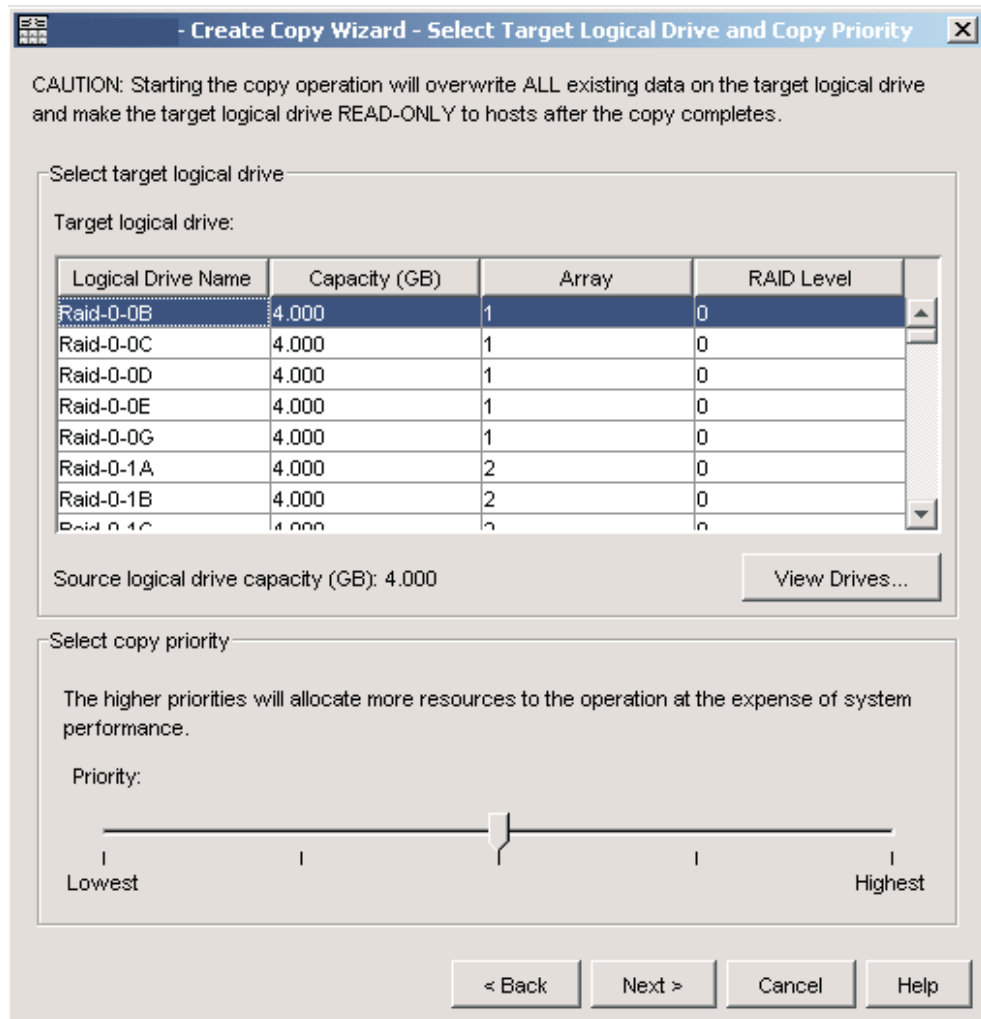 - Create Copy Wizard - Select Target Logical Drive and Copy Priority
CAUTION: Starting the copy operation will overwrite ALL existing data on the target logical drive
and make the target logical drive READ-ONLY to hosts after the copy completes.
Select target logical drive
Target logical drive:
Logical Drive Name Capacity (GB) Array RAID Level
Raid-0-0B 4.000 1 0
Raid-0-0C 4.000 1 0
Raid-0-0D 4.000 1 0
Raid-0-0E 4.000 1 0
Raid-0-0G 4.000 1 0
Raid-0-1A 4.000 2 0
Raid-0-1B 4.000 2 0
Source logical drive capacity (GB): 4.000 View Drives...
Select copy priority
The higher priorities will allocate more resources to the operation at the expense of system
performance.
Priority:
Lowest Highest
< Back Next > Cancel Help